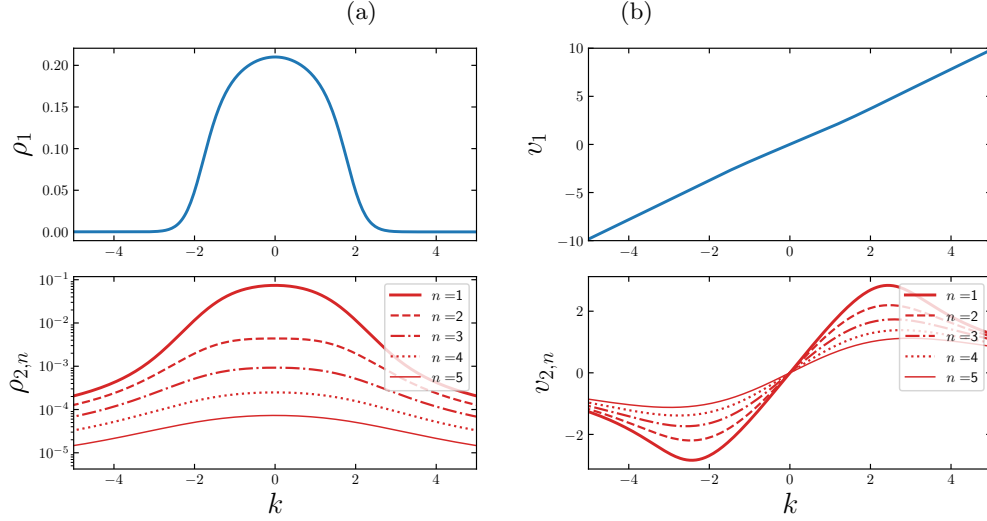 (a)
(b)
ρ₁
0.20
0.15
0.10
0.05
0.00
−4 −2 0 2 4
v₁
10
5
0
−5
−10
−4 −2 0 2 4
ρ₂,ₙ
10⁻¹
10⁻²
10⁻³
10⁻⁴
10⁻⁵
n =1
n =2
n =3
n =4
n =5
−4 −2 0 2 4
k
v₂,ₙ
2
0
−2
n =1
n =2
n =3
n =4
n =5
−4 −2 0 2 4
k